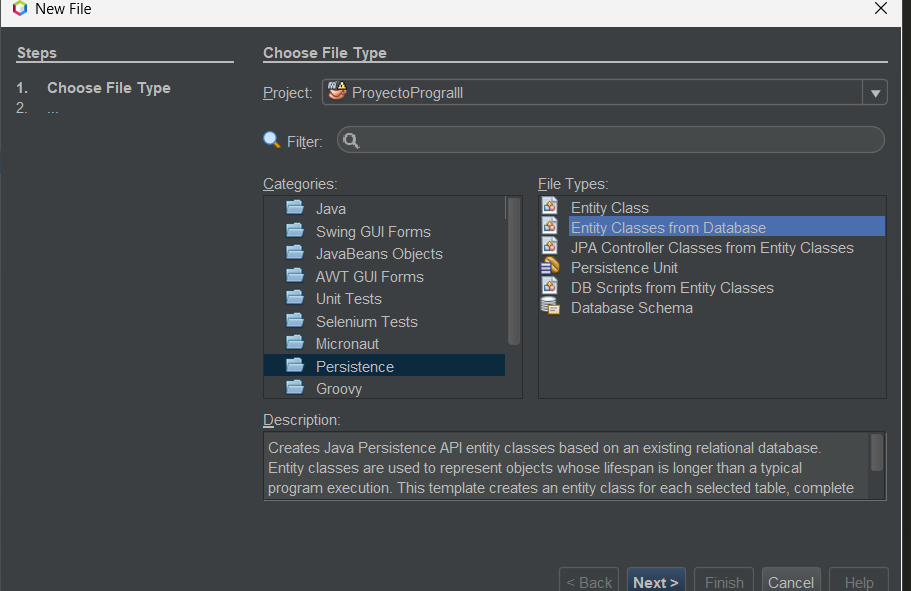 New File
Steps
1. Choose File Type
2. ...
Choose File Type
Project: ProyectoProgralll
Filter:
Categories:
Java
Swing GUI Forms
JavaBeans Objects
AWT GUI Forms
Unit Tests
Selenium Tests
Micronaut
Persistence
Groovy
File Types:
Entity Class
Entity Classes from Database
JPA Controller Classes from Entity Classes
Persistence Unit
DB Scripts from Entity Classes
Database Schema
Description:
Creates Java Persistence API entity classes based on an existing relational database.
Entity classes are used to represent objects whose lifespan is longer than a typical
program execution. This template creates an entity class for each selected table, complete
< Back Next > Finish Cancel Help